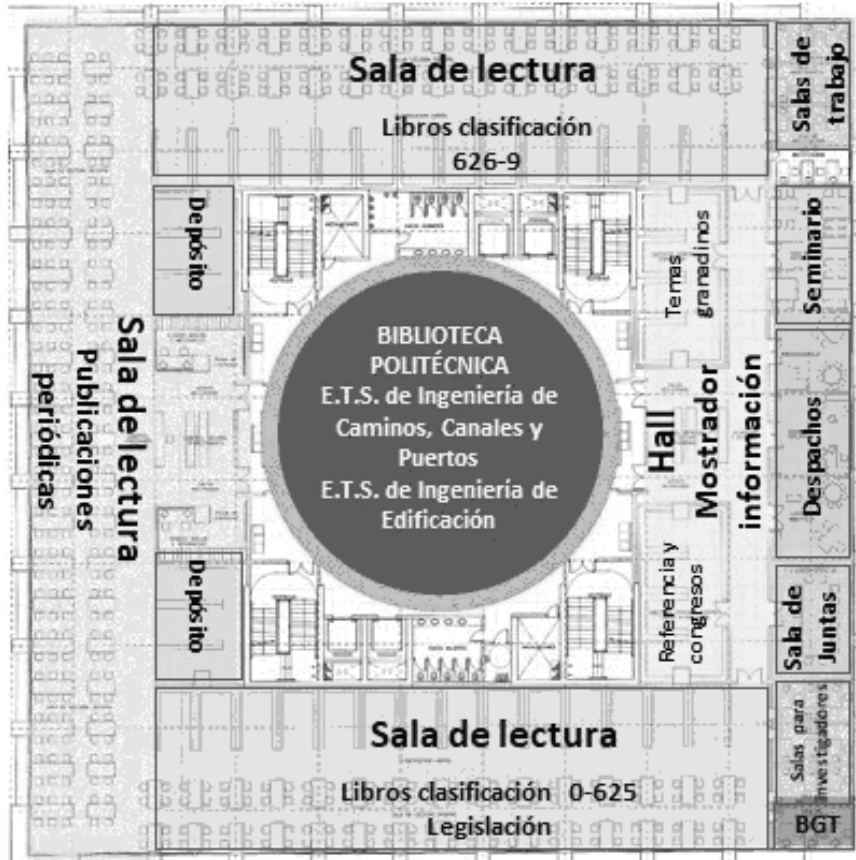 Sala de lectura
Libros clasificación
626-9
Salas de
trabajo
Depósito
Temas
granadinos
Seminario
Sala de lectura
Publicaciones
periódicas
BIBLIOTECA
POLITÉCNICA
E.T.S. de Ingeniería de
Caminos, Canales y
Puertos
E.T.S. de Ingeniería de
Edificación
Hall
Mostrador
información
Despachos
Depósito
Referencia y
congresos
Sala de
Juntas
Sala de lectura
Libros clasificación 0-625
Legislación
Salas para
investigadores
BGT